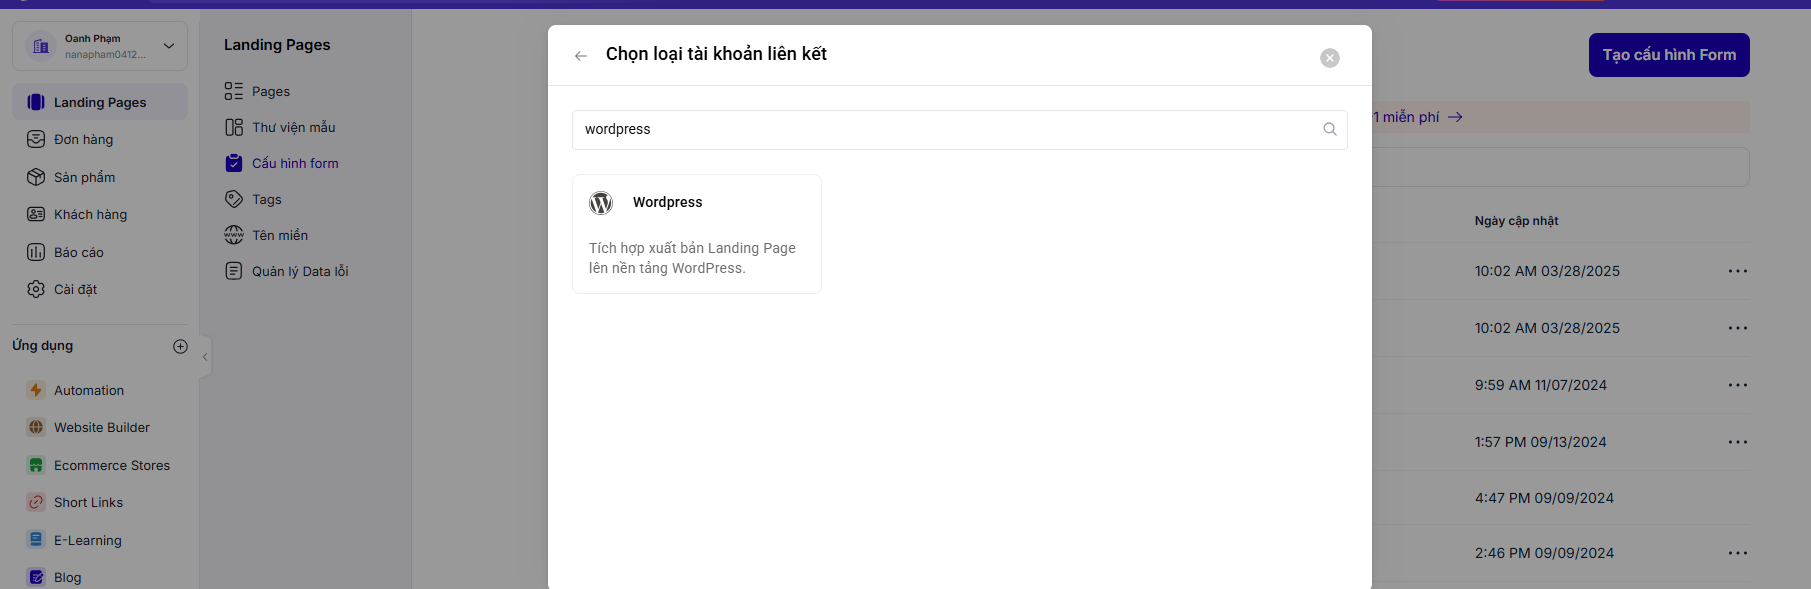 Oanh Phạm
nanapham0412...
Landing Pages
Đơn hàng
Sản phẩm
Khách hàng
Báo cáo
Cài đặt
Ứng dụng
Automation
Website Builder
Ecommerce Stores
Short Links
E-Learning
Blog
Landing Pages
Pages
Thư viện mẫu
Cấu hình form
Tags
Tên miền
Quản lý Data lỗi
Chọn loại tài khoản liên kết
wordpress
Wordpress
Tích hợp xuất bản Landing Page
lên nền tảng WordPress.
Tạo cấu hình Form
1 miễn phí →
Ngày cập nhật
10:02 AM 03/28/2025
10:02 AM 03/28/2025
9:59 AM 11/07/2024
1:57 PM 09/13/2024
4:47 PM 09/09/2024
2:46 PM 09/09/2024